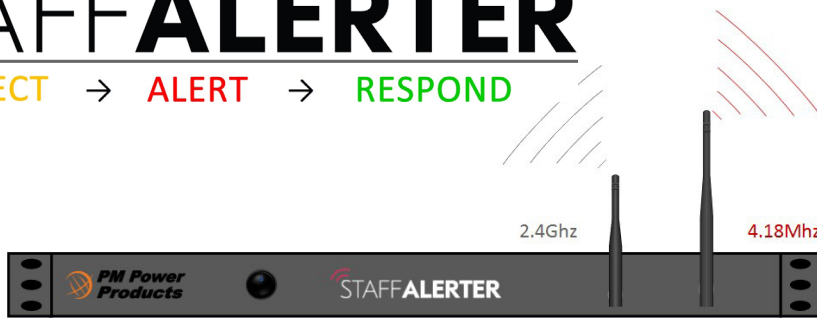 AFFALERTER
ECT → ALERT → RESPOND
2.4Ghz
4.18Mhz
PM Power
Products
STAFFALERTER